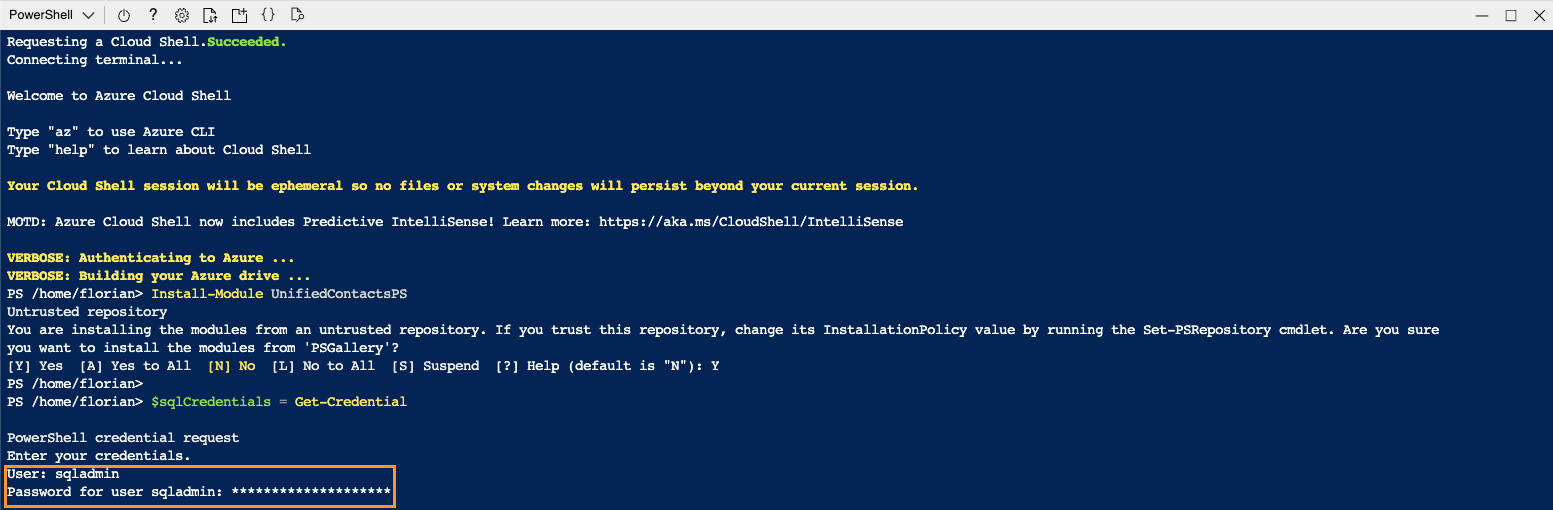 PowerShell
Requesting a Cloud Shell.Succeeded.
Connecting terminal...
Welcome to Azure Cloud Shell
Type "az" to use Azure CLI
Type "help" to learn about Cloud Shell
Your Cloud Shell session will be ephemeral so no files or system changes will persist beyond your current session.
MOTD: Azure Cloud Shell now includes Predictive IntelliSense! Learn more: https://aka.ms/CloudShell/IntelliSense
VERBOSE: Authenticating to Azure ...
VERBOSE: Building your Azure drive ...
PS /home/florian> Install-Module UnifiedContactsPS
Untrusted repository
You are installing the modules from an untrusted repository. If you trust this repository, change its InstallationPolicy value by running the Set-PSRepository cmdlet. Are you sure
you want to install the modules from 'PSGallery'?
[Y] Yes  [A] Yes to All  [N] No  [L] No to All  [S] Suspend  [?] Help (default is "N"): Y
PS /home/florian>
PS /home/florian> $sqlCredentials = Get-Credential
PowerShell credential request
Enter your credentials.
User: sqladmin
Password for user sqladmin: ********************